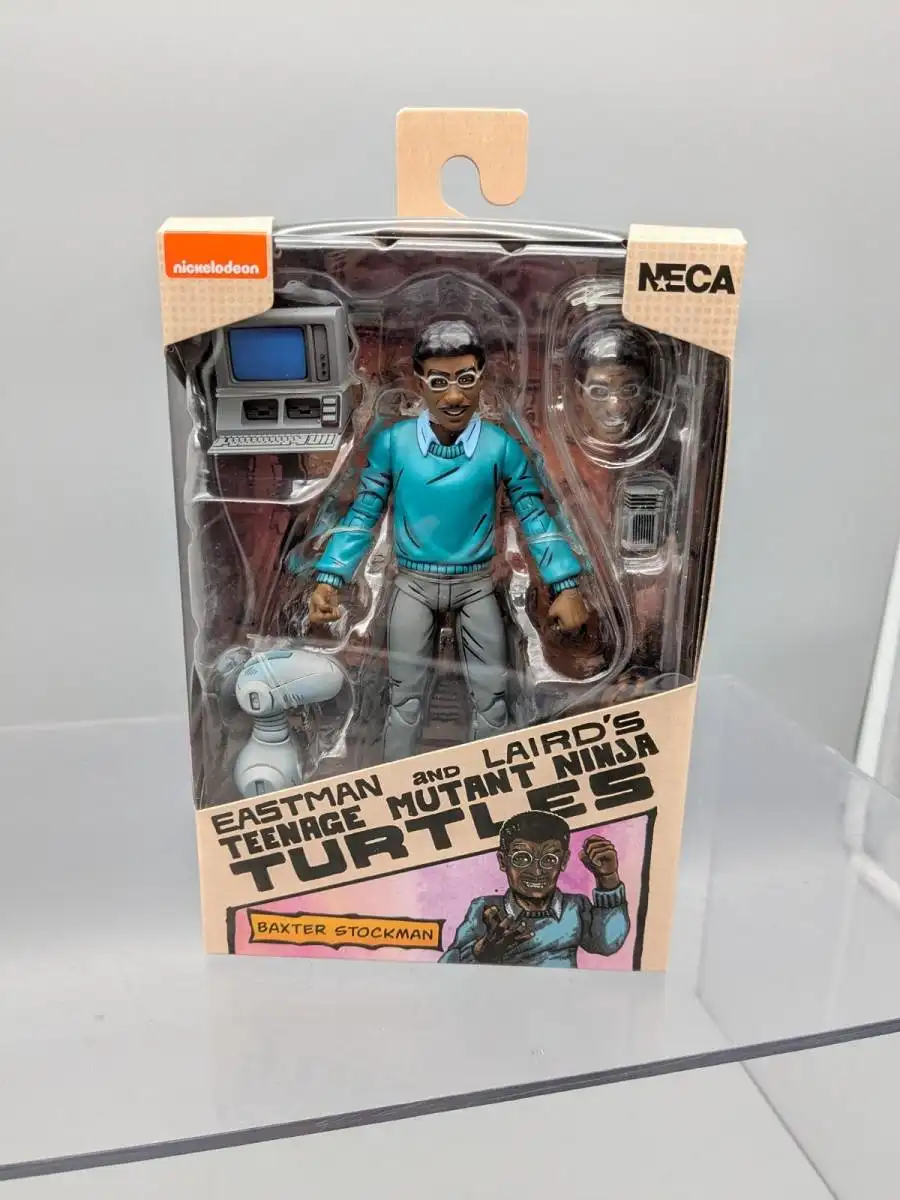 nickelodeon
NECA
EASTMAN AND LAIRD'S
TEENAGE MUTANT NINJA
TURTLES
BAXTER STOCKMAN